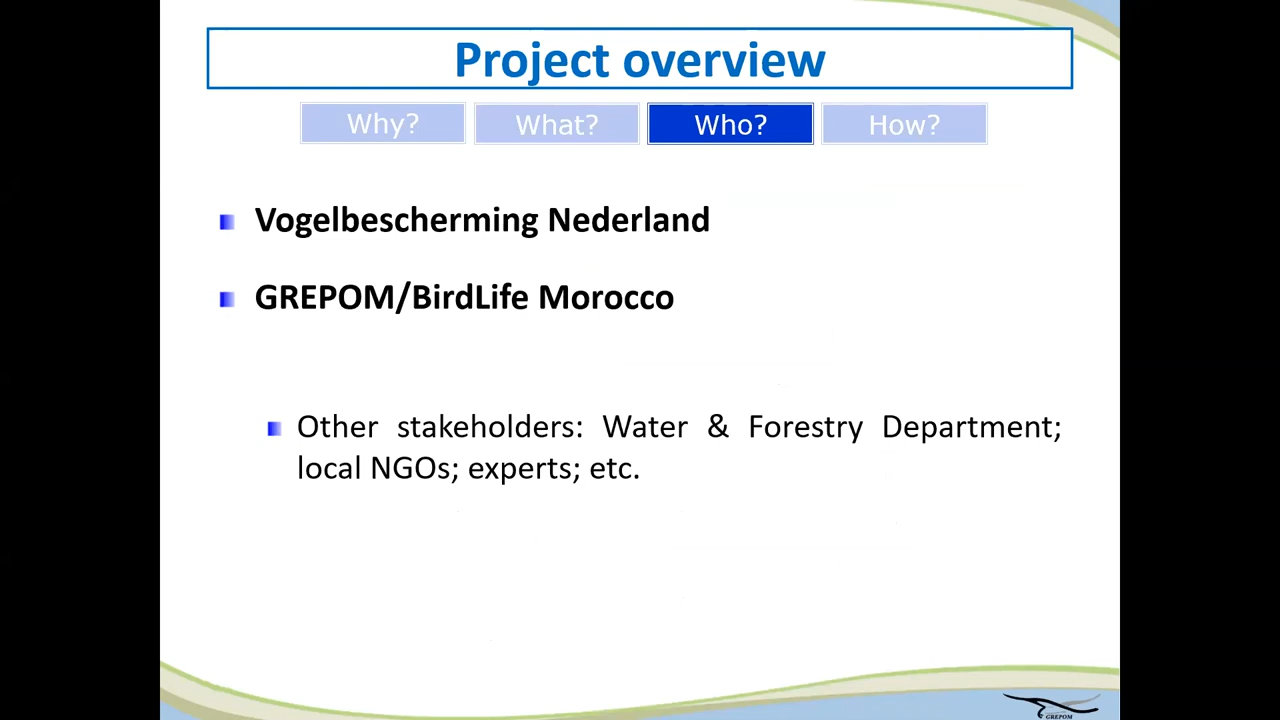 Project overview
Why? What? Who? How?
Vogelbescherming Nederland
GREPOM/BirdLife Morocco
Other stakeholders: Water & Forestry Department;
local NGOs; experts; etc.
GREPOM